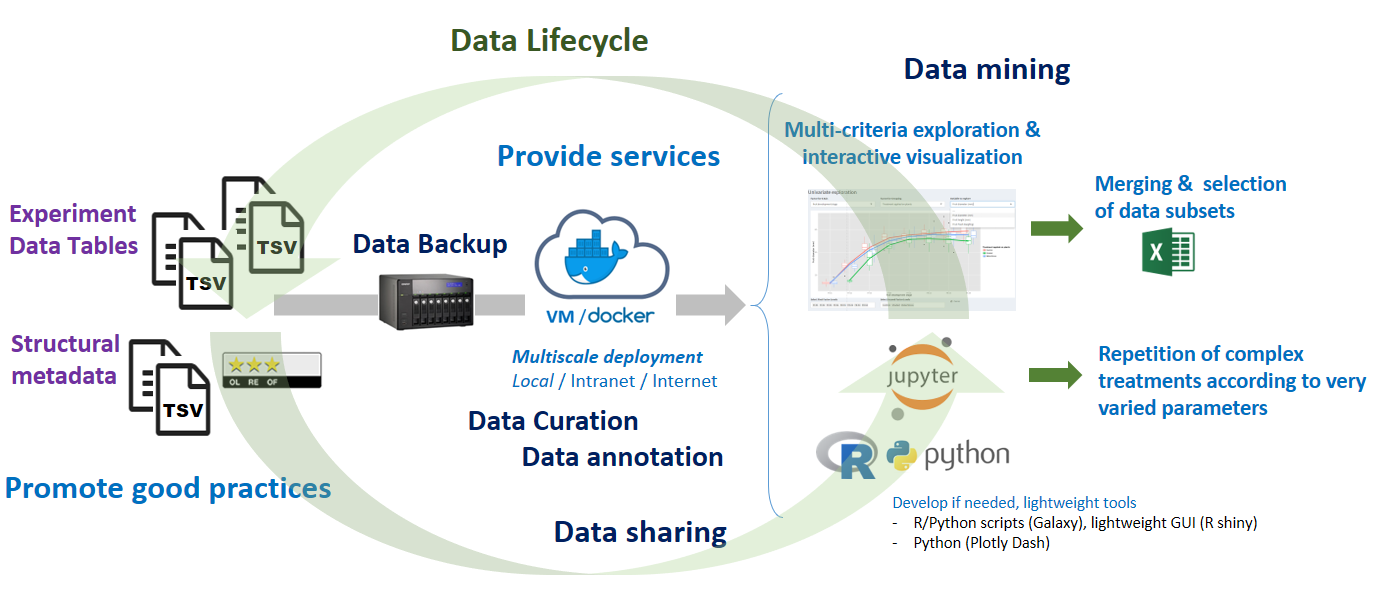 Data Lifecycle
Data mining
Multi-criteria exploration &
interactive visualization
Provide services
Experiment
Data Tables
TSV
TSV
Data Backup
VM / docker
Multiscale deployment
Local / Intranet / Internet
Univariate exploration
Merging & selection
of data subsets
X
Structural
metadata
TSV
OL RE OF
jupyter
Repetition of complex
treatments according to very
varied parameters
Data Curation
Data annotation
R python
Promote good practices
Data sharing
Develop if needed, lightweight tools
- R/Python scripts (Galaxy), lightweight GUI (R shiny)
- Python (Plotly Dash)